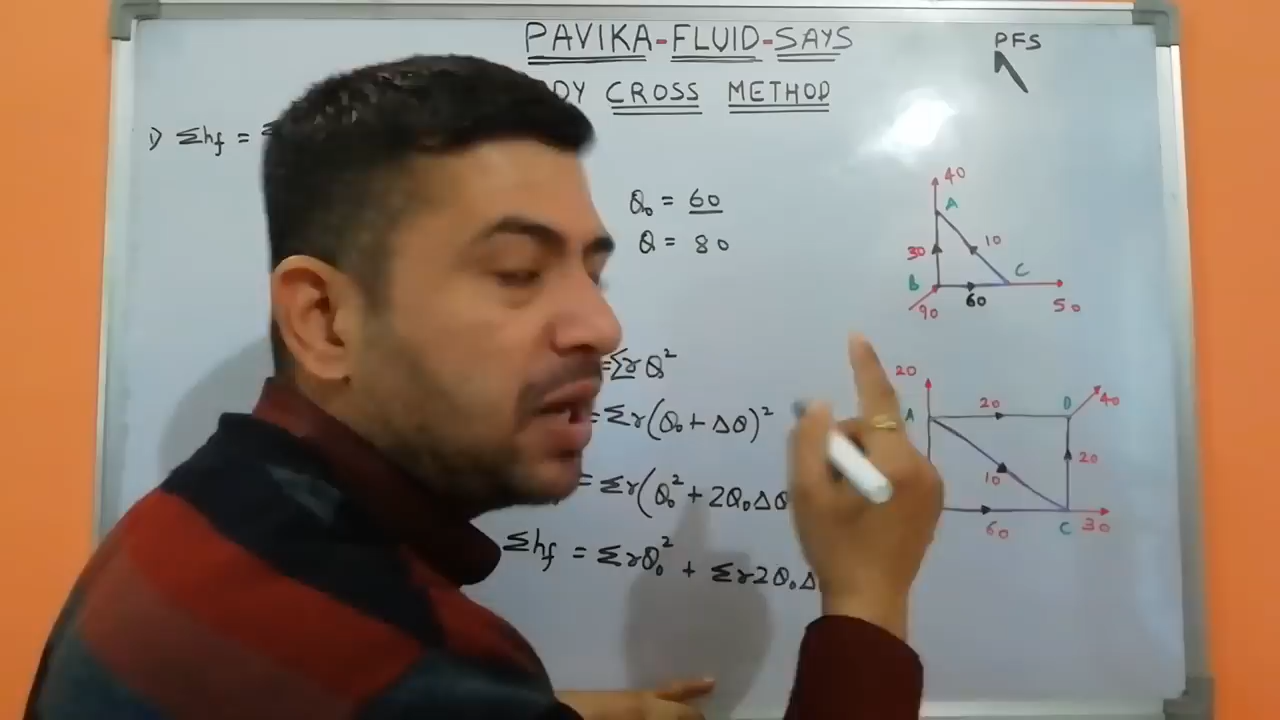 PAVIKA-FLUID-SAYS
PFS
DY CROSS METHOD
1) Σhf =
Q₀ = 60
Q = 80
= ΣrQ²
= Σr(Q₀ + ΔQ)²
= Σr(Q₀² + 2Q₀ΔQ
Σhf = ΣrQ₀² + Σr2Q₀Δ
40
A
30
10
B
C
60
90
50
20
A
20
D
40
10
20
60
C
30